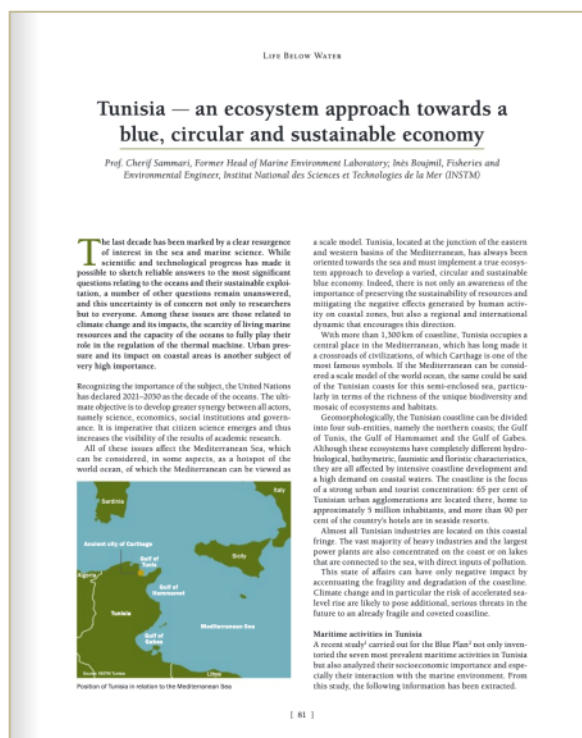 LIFE BELOW WATER
Tunisia — an ecosystem approach towards a
blue, circular and sustainable economy
Prof. Cherif Sammari, Former Head of Marine Environment Laboratory; Inès Boujmil, Fisheries and
Environmental Engineer, Institut National des Sciences et Technologies de la Mer (INSTM)
The last decade has been marked by a clear resurgence
of interest in the sea and marine science. While
scientific and technological progress has made it
possible to sketch reliable answers to the most significant
questions relating to the oceans and their sustainable exploi-
tation, a number of other questions remain unanswered,
and this uncertainty is of concern not only to researchers
but to everyone. Among these issues are those related to
climate change and its impacts, the scarcity of living marine
resources and the capacity of the oceans to fully play their
role in the regulation of the thermal machine. Urban pres-
sure and its impact on coastal areas is another subject of
very high importance.
Recognizing the importance of the subject, the United Nations
has declared 2021–2030 as the decade of the oceans. The ulti-
mate objective is to develop greater synergy between all actors,
namely science, economics, social institutions and govern-
ance. It is imperative that citizen science emerges and thus
increases the visibility of the results of academic research.
All of these issues affect the Mediterranean Sea, which
can be considered, in some aspects, as a hotspot of the
world ocean, of which the Mediterranean can be viewed as
Italy
Sardinia
Ancient city of Carthage
Sicily
Gulf of
Tunis
Algeria
Gulf of
Hammamet
Tunisia
Mediterranean Sea
Gulf of
Gabes
Source: INSTM Tunisia
Libya
Position of Tunisia in relation to the Mediterranean Sea
a scale model. Tunisia, located at the junction of the eastern
and western basins of the Mediterranean, has always been
oriented towards the sea and must implement a true ecosys-
tem approach to develop a varied, circular and sustainable
blue economy. Indeed, there is not only an awareness of the
importance of preserving the sustainability of resources and
mitigating the negative effects generated by human activ-
ity on coastal zones, but also a regional and international
dynamic that encourages this direction.
With more than 1,300 km of coastline, Tunisia occupies a
central place in the Mediterranean, which has long made it
a crossroads of civilizations, of which Carthage is one of the
most famous symbols. If the Mediterranean can be consid-
ered a scale model of the world ocean, the same could be said
of the Tunisian coasts for this semi-enclosed sea, particu-
larly in terms of the richness of the unique biodiversity and
mosaic of ecosystems and habitats.
Geomorphologically, the Tunisian coastline can be divided
into four sub-entities, namely the northern coasts; the Gulf
of Tunis, the Gulf of Hammamet and the Gulf of Gabes.
Although these ecosystems have completely different hydro-
biological, bathymetric, faunistic and floristic characteristics,
they are all affected by intensive coastline development and
a high demand on coastal waters. The coastline is the focus
of a strong urban and tourist concentration: 65 per cent of
Tunisian urban agglomerations are located there, home to
approximately 5 million inhabitants, and more than 90 per
cent of the country's hotels are in seaside resorts.
Almost all Tunisian industries are located on this coastal
fringe. The vast majority of heavy industries and the largest
power plants are also concentrated on the coast or on lakes
that are connected to the sea, with direct inputs of pollution.
This state of affairs can have only negative impact by
accentuating the fragility and degradation of the coastline.
Climate change and in particular the risk of accelerated sea-
level rise are likely to pose additional, serious threats in the
future to an already fragile and coveted coastline.
Maritime activities in Tunisia
A recent study¹ carried out for the Blue Plan² not only inven-
toried the seven most prevalent maritime activities in Tunisia
but also analyzed their socioeconomic importance and espe-
cially their interaction with the marine environment. From
this study, the following information has been extracted.
[ 81 ]